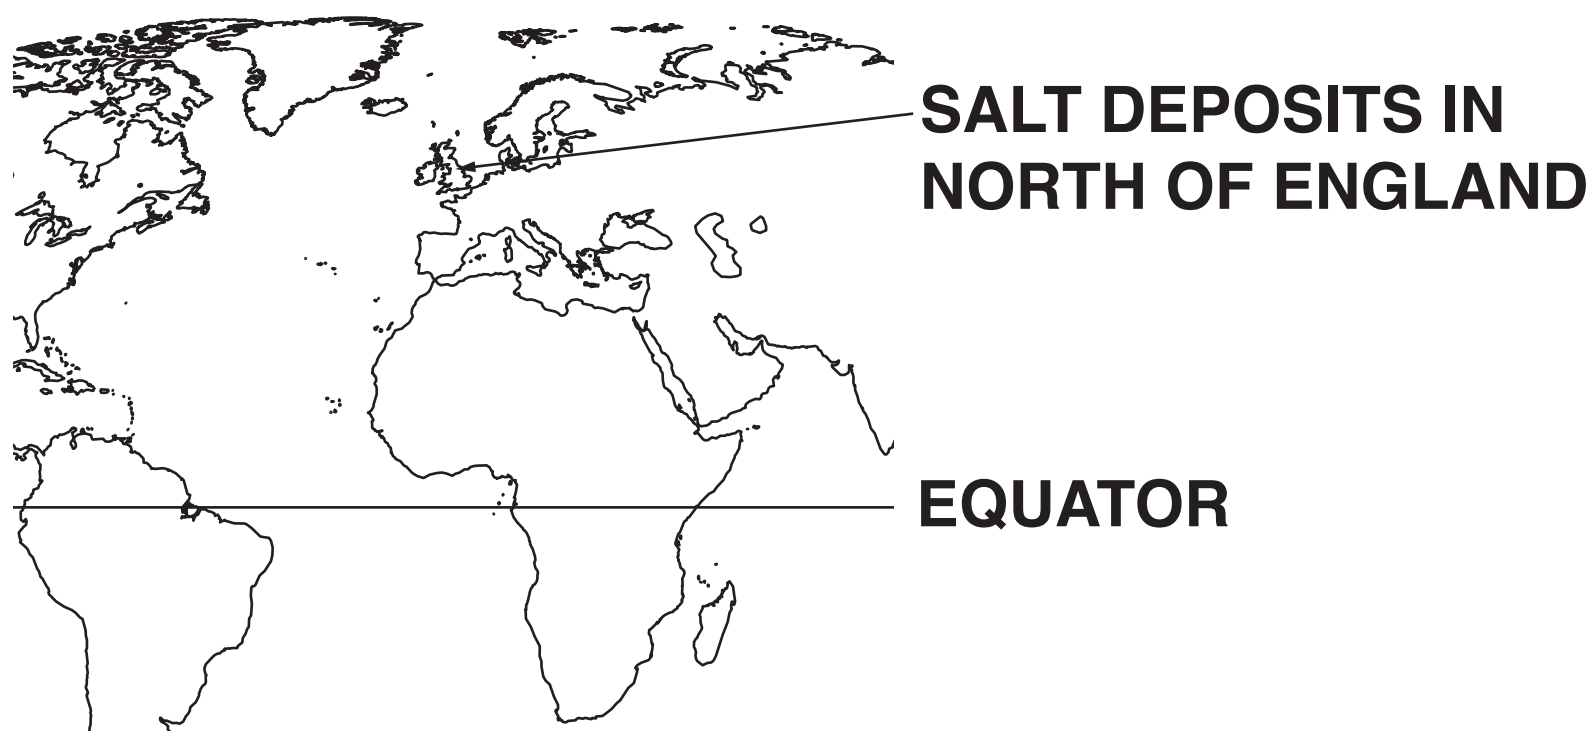 SALT DEPOSITS IN
NORTH OF ENGLAND
EQUATOR